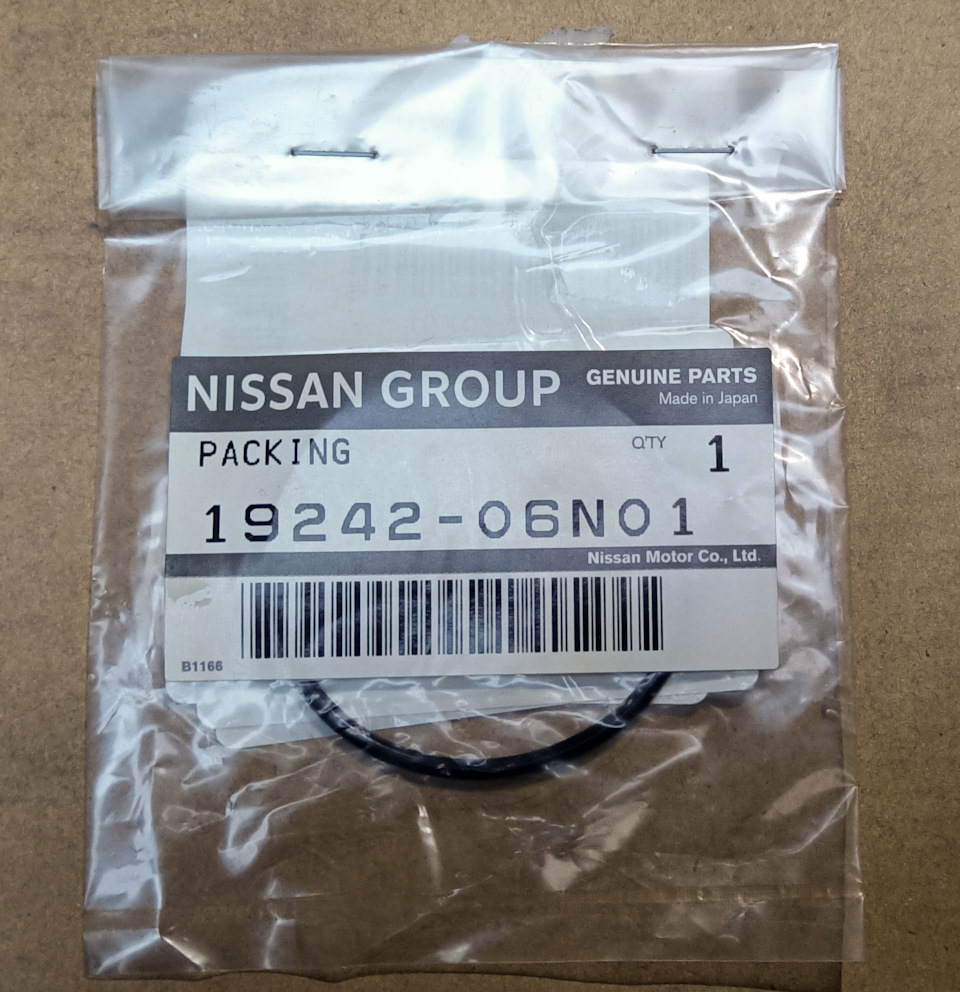 NISSAN GROUP
GENUINE PARTS
Made in Japan
PACKING
Q'TY 1
19242-06N01
Nissan Motor Co., Ltd.
B1166